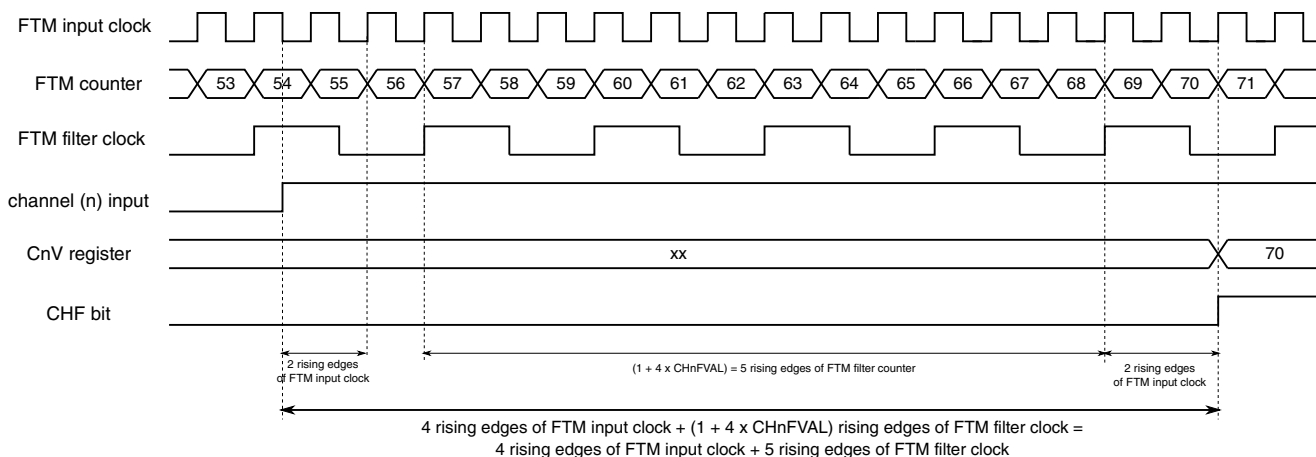 FTM input clock
FTM counter
53 54 55 56 57 58 59 60 61 62 63 64 65 66 67 68 69 70 71
FTM filter clock
channel (n) input
CnV register
xx
70
CHF bit
2 rising edges
of FTM input clock
(1 + 4 x CHnFVAL) = 5 rising edges of FTM filter counter
2 rising edges
of FTM input clock
4 rising edges of FTM input clock + (1 + 4 x CHnFVAL) rising edges of FTM filter clock =
4 rising edges of FTM input clock + 5 rising edges of FTM filter clock